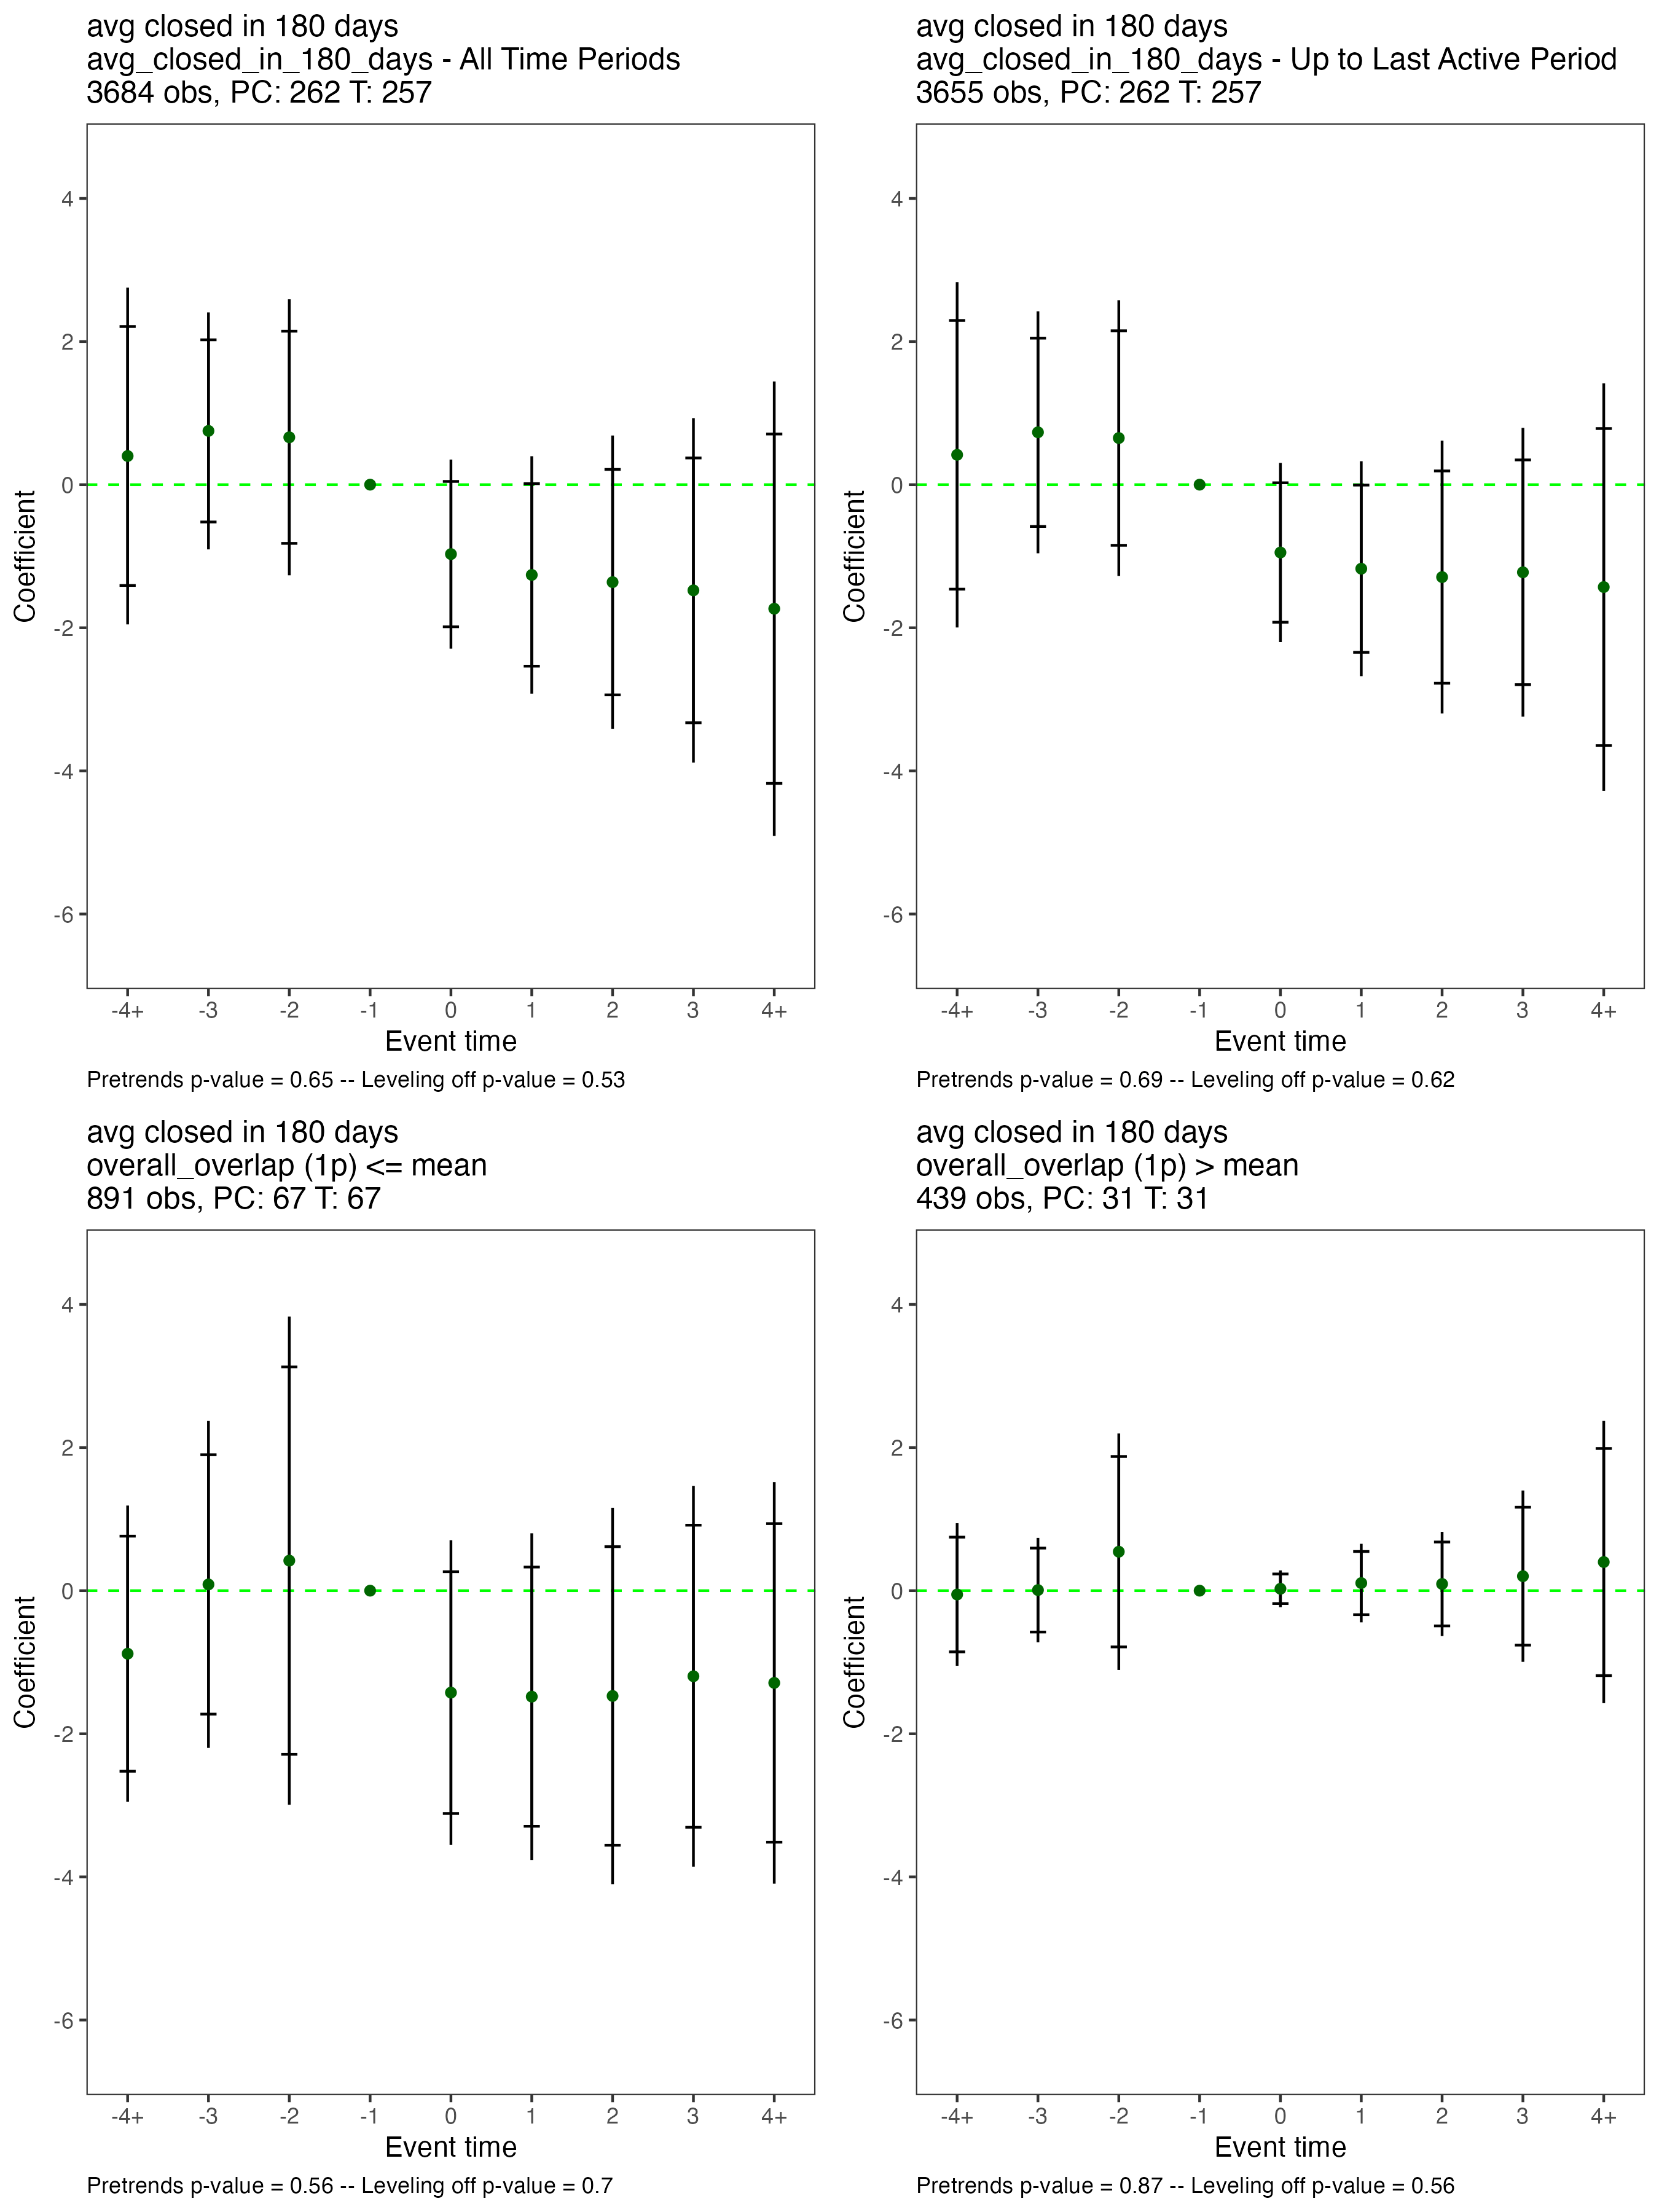 avg closed in 180 days
avg_closed_in_180_days - All Time Periods
3684 obs, PC: 262 T: 257
4
2
0
-2
-4
-6
Coefficient
-4+ -3 -2 -1 0 1 2 3 4+
Event time
Pretrends p-value = 0.65 -- Leveling off p-value = 0.53
avg closed in 180 days
avg_closed_in_180_days - Up to Last Active Period
3655 obs, PC: 262 T: 257
4
2
0
-2
-4
-6
Coefficient
-4+ -3 -2 -1 0 1 2 3 4+
Event time
Pretrends p-value = 0.69 -- Leveling off p-value = 0.62
avg closed in 180 days
overall_overlap (1p) <= mean
891 obs, PC: 67 T: 67
4
2
0
-2
-4
-6
Coefficient
-4+ -3 -2 -1 0 1 2 3 4+
Event time
Pretrends p-value = 0.56 -- Leveling off p-value = 0.7
avg closed in 180 days
overall_overlap (1p) > mean
439 obs, PC: 31 T: 31
4
2
0
-2
-4
-6
Coefficient
-4+ -3 -2 -1 0 1 2 3 4+
Event time
Pretrends p-value = 0.87 -- Leveling off p-value = 0.56